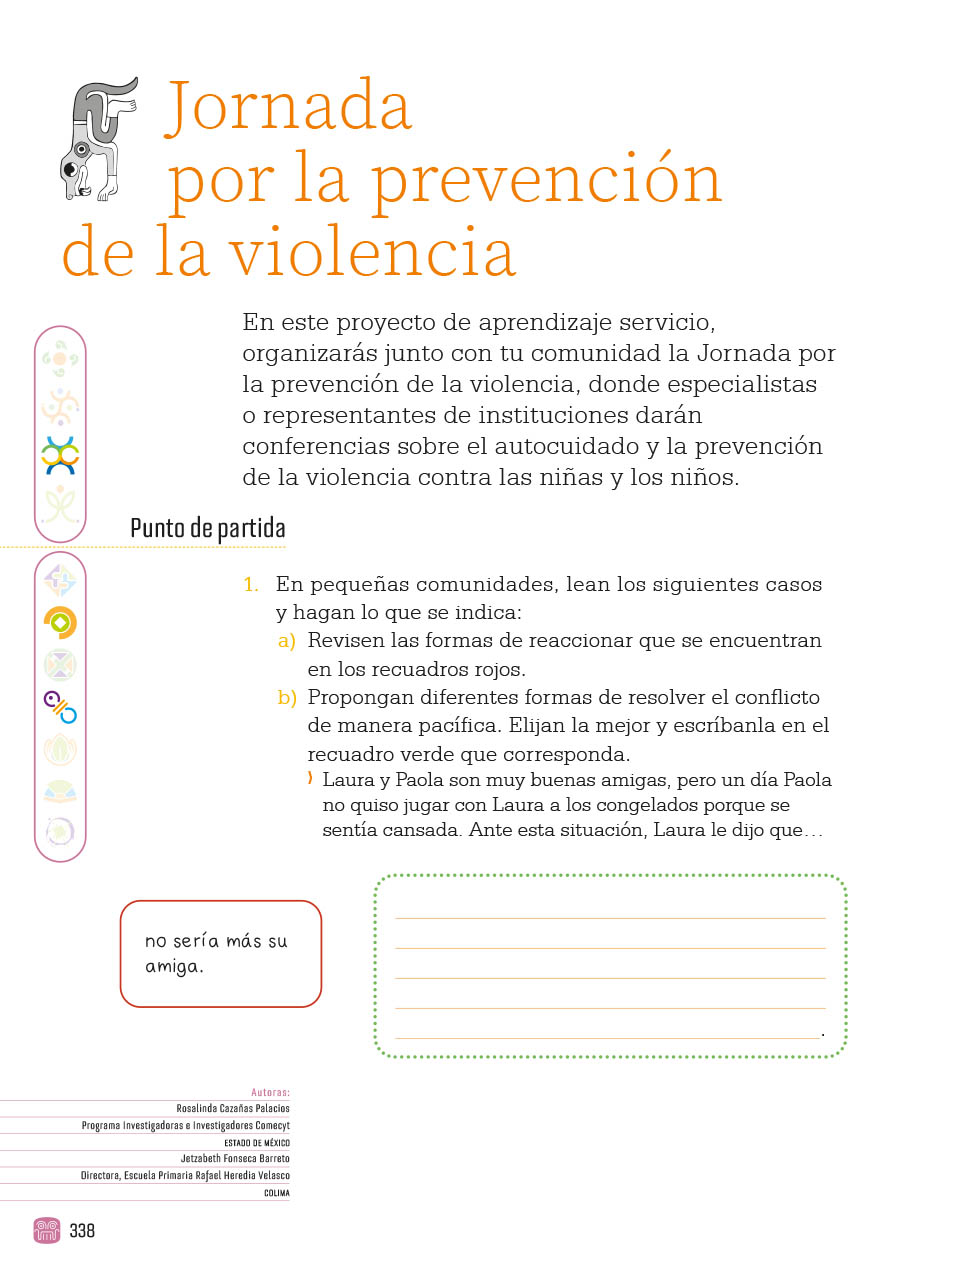 Jornada
por la prevención
de la violencia
En este proyecto de aprendizaje servicio,
organizarás junto con tu comunidad la Jornada por
la prevención de la violencia, donde especialistas
o representantes de instituciones darán
conferencias sobre el autocuidado y la prevención
de la violencia contra las niñas y los niños.
Punto de partida
1. En pequeñas comunidades, lean los siguientes casos
y hagan lo que se indica:
a) Revisen las formas de reaccionar que se encuentran
en los recuadros rojos.
b) Propongan diferentes formas de resolver el conflicto
de manera pacífica. Elijan la mejor y escríbanla en el
recuadro verde que corresponda.
Laura y Paola son muy buenas amigas, pero un día Paola
no quiso jugar con Laura a los congelados porque se
sentía cansada. Ante esta situación, Laura le dijo que…
no sería más su
amiga.
.
Autoras:
Rosalinda Cazañas Palacios
Programa Investigadoras e Investigadores Comecyt
ESTADO DE MÉXICO
Jetzabeth Fonseca Barreto
Directora, Escuela Primaria Rafael Heredia Velasco
COLIMA
338